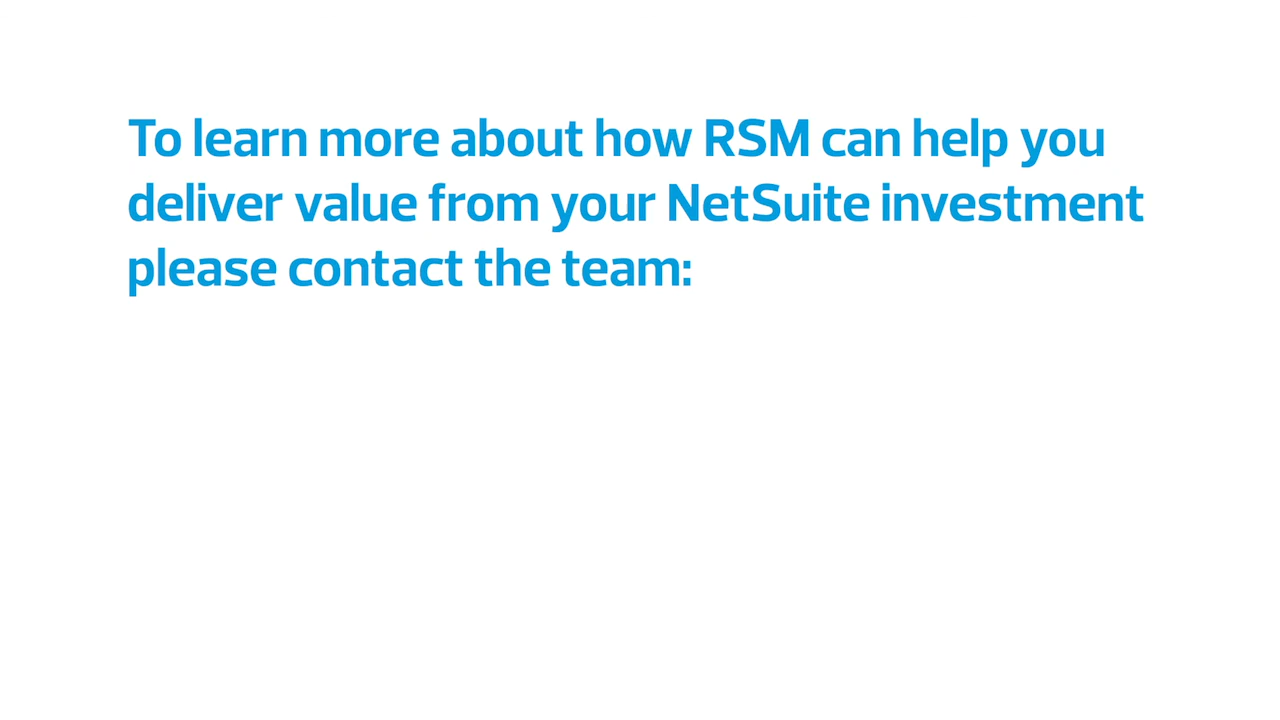 To learn more about how RSM can help you
deliver value from your NetSuite investment
please contact the team: